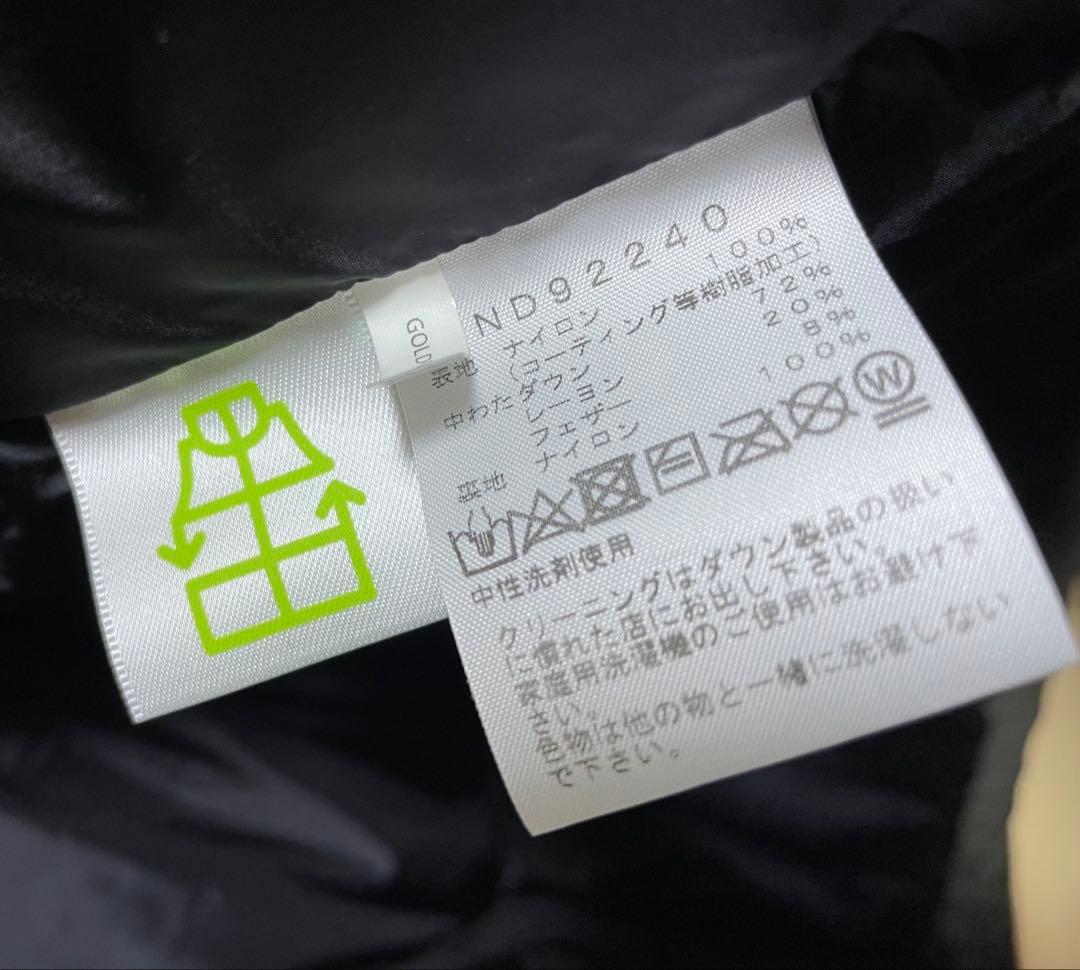 GOLD
ND92240
表地 ナイロン 100%
(コーティング等樹脂加工)
中わた ダウン 72%
レーヨン 20%
フェザー 8%
裏地 ナイロン 100%
W
中性洗剤使用
クリーニングはダウン製品の扱い
に慣れた店にお出し下さい。
家庭用洗濯機のご使用はお避け下
さい。
色物は他の物と一緒に洗濯しない
で下さい。